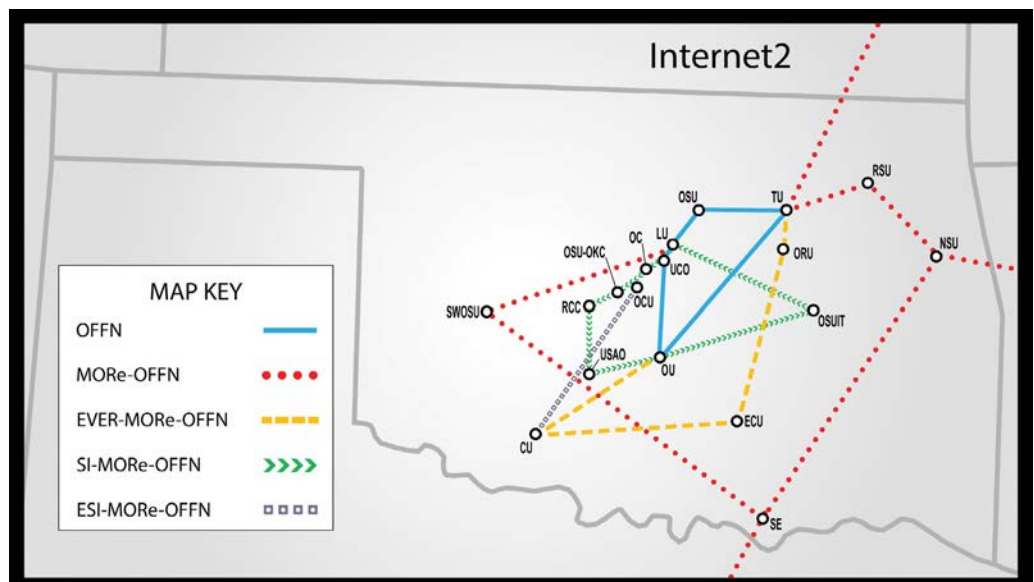 Internet2
RSU
OSU
TU
LU
OC
NSU
OSU-OKC
UCO
ORU
OCU
RCC
SWOSU
OSUIT
USAO
OU
ECU
CU
SE
MAP KEY
OFFN
MORe-OFFN
EVER-MORe-OFFN
SI-MORe-OFFN
ESI-MORe-OFFN